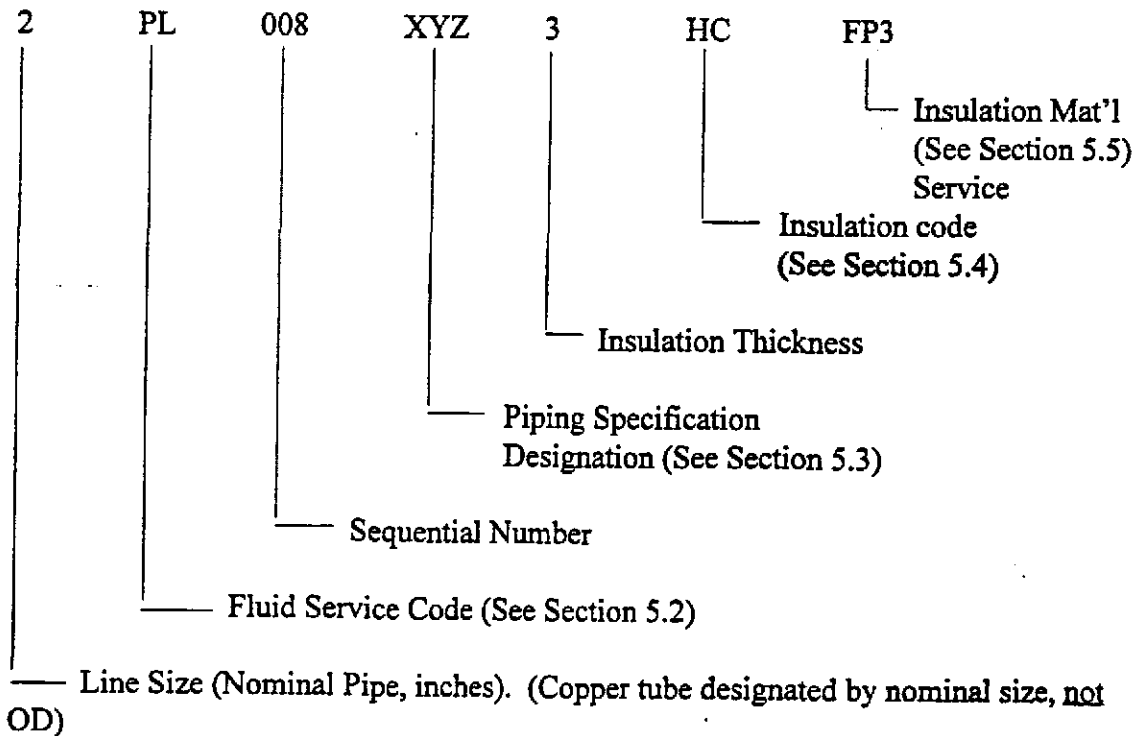 2 PL 008 XYZ 3 HC FP3
Insulation Mat'l
(See Section 5.5)
Service
Insulation code
(See Section 5.4)
Insulation Thickness
Piping Specification
Designation (See Section 5.3)
Sequential Number
Fluid Service Code (See Section 5.2)
Line Size (Nominal Pipe, inches). (Copper tube designated by nominal size, not
OD)